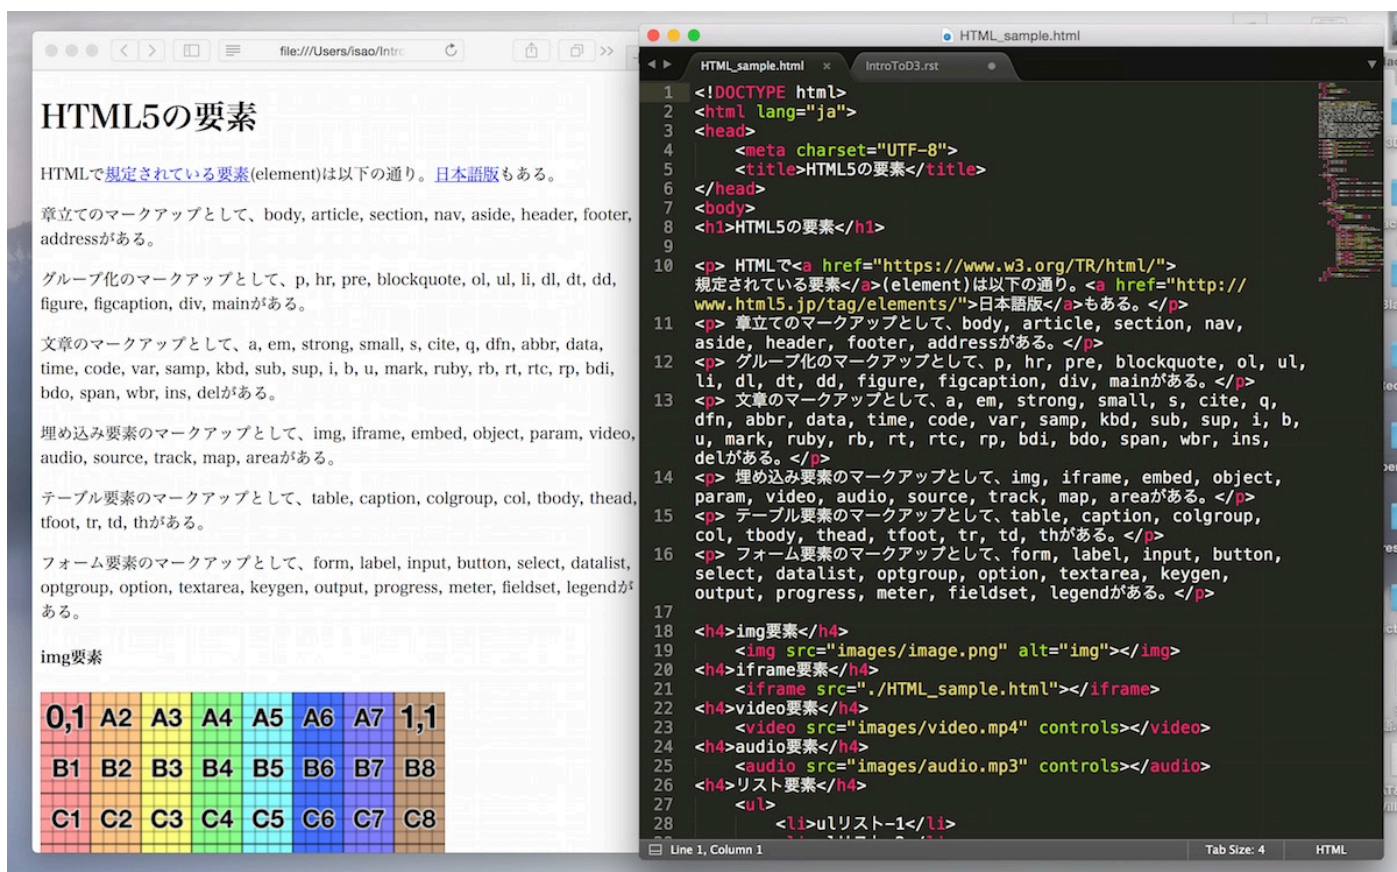 file:///Users/isao/Intro
HTML5の要素
HTMLで規定されている要素(element)は以下の通り。日本語版もある。
章立てのマークアップとして、body, article, section, nav, aside, header, footer,
addressがある。
グループ化のマークアップとして、p, hr, pre, blockquote, ol, ul, li, dl, dt, dd,
figure, figcaption, div, mainがある。
文章のマークアップとして、a, em, strong, small, s, cite, q, dfn, abbr, data,
time, code, var, samp, kbd, sub, sup, i, b, u, mark, ruby, rb, rt, rtc, rp, bdi,
bdo, span, wbr, ins, delがある。
埋め込み要素のマークアップとして、img, iframe, embed, object, param, video,
audio, source, track, map, areaがある。
テーブル要素のマークアップとして、table, caption, colgroup, col, tbody, thead,
tfoot, tr, td, thがある。
フォーム要素のマークアップとして、form, label, input, button, select, datalist,
optgroup, option, textarea, keygen, output, progress, meter, fieldset, legendが
ある。
img要素
0,1 A2 A3 A4 A5 A6 A7 1,1
B1 B2 B3 B4 B5 B6 B7 B8
C1 C2 C3 C4 C5 C6 C7 C8
HTML_sample.html
HTML_sample.html × IntroToD3.rst
1 <!DOCTYPE html>
2 <html lang="ja">
3 <head>
4 <meta charset="UTF-8">
5 <title>HTML5の要素</title>
6 </head>
7 <body>
8 <h1>HTML5の要素</h1>
9
10 <p> HTMLで<a href="https://www.w3.org/TR/html/">
規定されている要素</a>(element)は以下の通り。<a href="http://
www.html5.jp/tag/elements/">日本語版</a>もある。</p>
11 <p> 章立てのマークアップとして、body, article, section, nav,
aside, header, footer, addressがある。</p>
12 <p> グループ化のマークアップとして、p, hr, pre, blockquote, ol, ul,
li, dl, dt, dd, figure, figcaption, div, mainがある。</p>
13 <p> 文章のマークアップとして、a, em, strong, small, s, cite, q,
dfn, abbr, data, time, code, var, samp, kbd, sub, sup, i, b,
u, mark, ruby, rb, rt, rtc, rp, bdi, bdo, span, wbr, ins,
delがある。</p>
14 <p> 埋め込み要素のマークアップとして、img, iframe, embed, object,
param, video, audio, source, track, map, areaがある。</p>
15 <p> テーブル要素のマークアップとして、table, caption, colgroup,
col, tbody, thead, tfoot, tr, td, thがある。</p>
16 <p> フォーム要素のマークアップとして、form, label, input, button,
select, datalist, optgroup, option, textarea, keygen,
output, progress, meter, fieldset, legendがある。</p>
17
18 <h4>img要素</h4>
19 <img src="images/image.png" alt="img"></img>
20 <h4>iframe要素</h4>
21 <iframe src="./HTML_sample.html"></iframe>
22 <h4>video要素</h4>
23 <video src="images/video.mp4" controls></video>
24 <h4>audio要素</h4>
25 <audio src="images/audio.mp3" controls></audio>
26 <h4>リスト要素</h4>
27 <ul>
28 <li>ulリスト-1</li>
Line 1, Column 1
Tab Size: 4
HTML